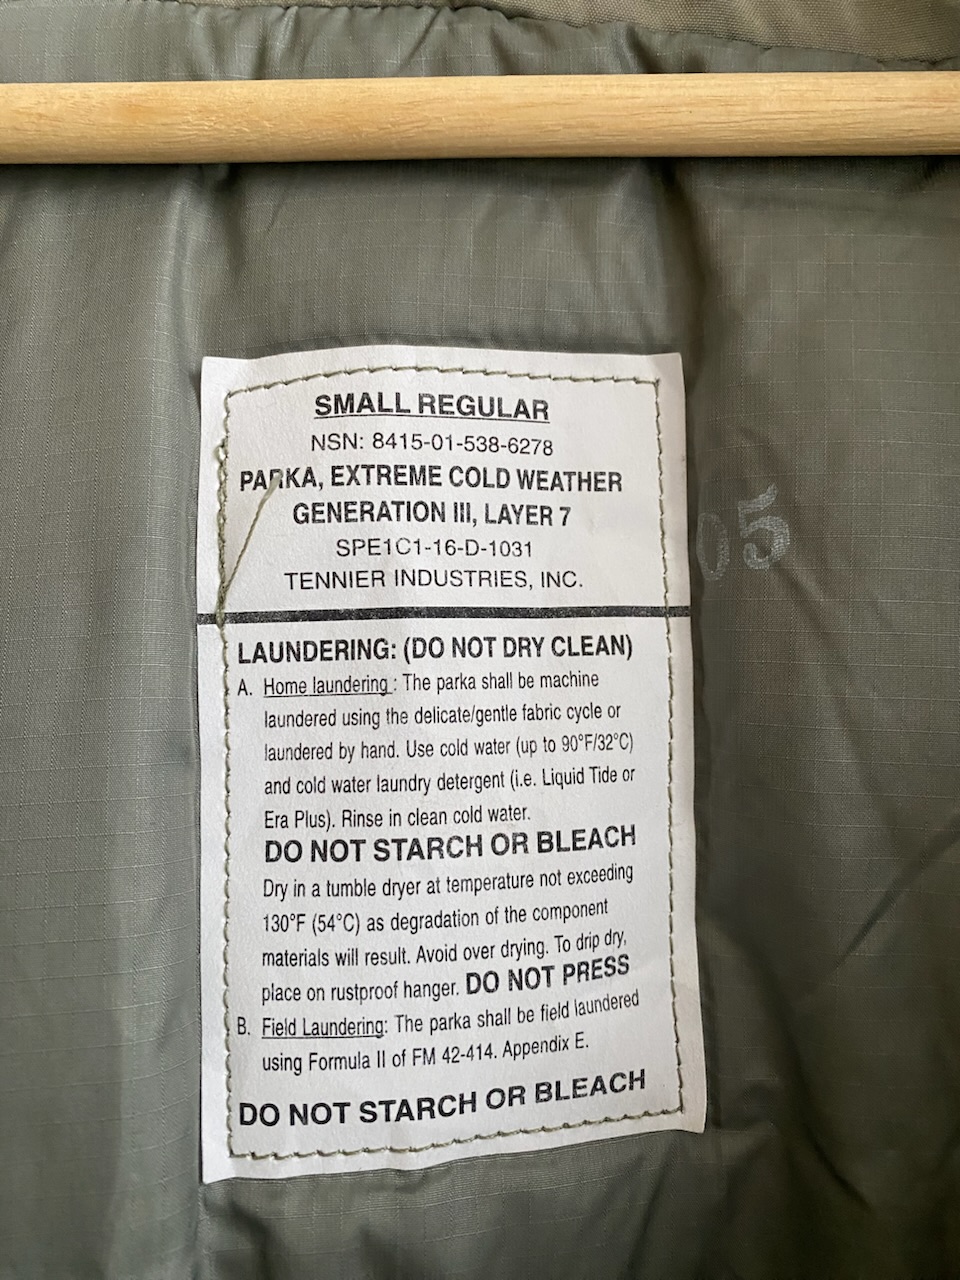 SMALL REGULAR
NSN: 8415-01-538-6278
PARKA, EXTREME COLD WEATHER
GENERATION III, LAYER 7
SPE1C1-16-D-1031
TENNIER INDUSTRIES, INC.
LAUNDERING: (DO NOT DRY CLEAN)
A. Home laundering : The parka shall be machine
laundered using the delicate/gentle fabric cycle or
laundered by hand. Use cold water (up to 90°F/32°C)
and cold water laundry detergent (i.e. Liquid Tide or
Era Plus). Rinse in clean cold water.
DO NOT STARCH OR BLEACH
Dry in a tumble dryer at temperature not exceeding
130°F (54°C) as degradation of the component
materials will result. Avoid over drying. To drip dry,
place on rustproof hanger. DO NOT PRESS
B. Field Laundering: The parka shall be field laundered
using Formula II of FM 42-414. Appendix E.
DO NOT STARCH OR BLEACH
05